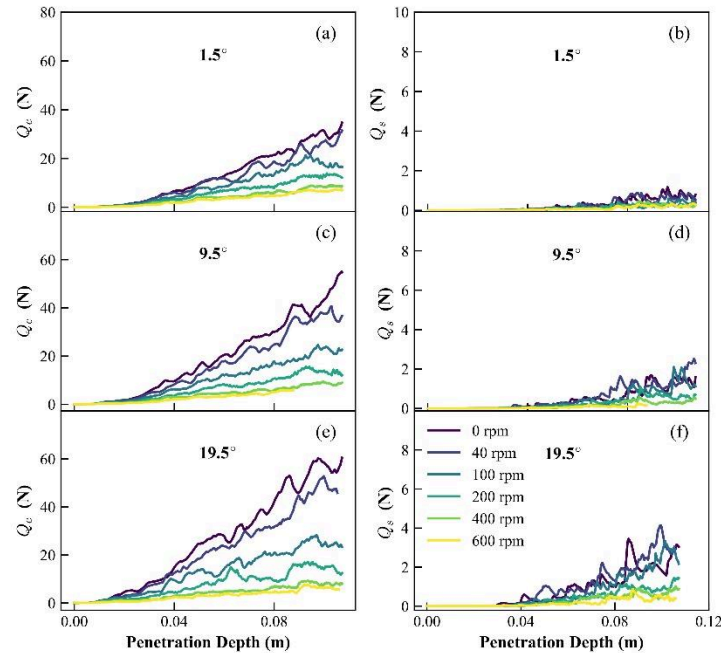 80
(a)
1.5°
60
40
20
0
Q_c (N)
10
(b)
1.5°
8
6
4
2
0
Q_s (N)
(c)
9.5°
60
40
20
0
Q_c (N)
(d)
9.5°
8
6
4
2
0
Q_s (N)
(e)
19.5°
60
40
20
0
Q_c (N)
0.00 0.04 0.08
Penetration Depth (m)
(f)
19.5°
0 rpm
40 rpm
100 rpm
200 rpm
400 rpm
600 rpm
8
6
4
2
0
Q_s (N)
0.00 0.04 0.08 0.12
Penetration Depth (m)